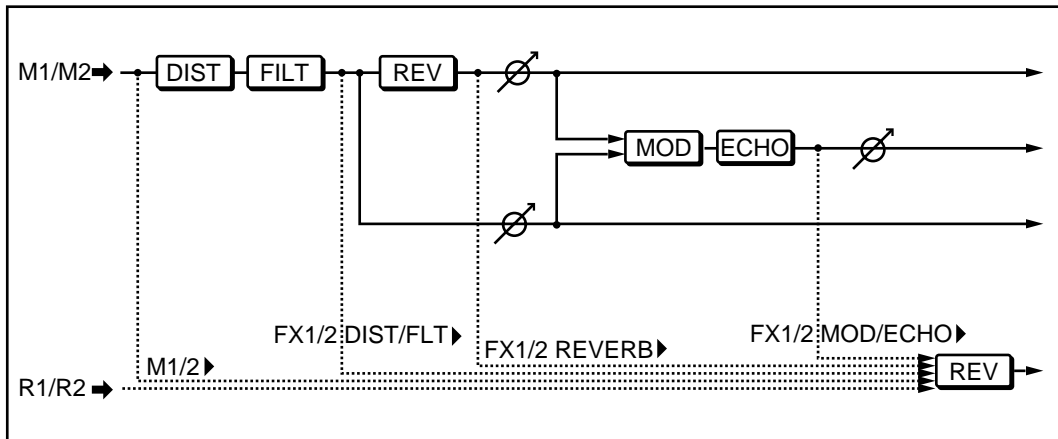 M1/M2
DIST
FILT
REV
MOD
ECHO
FX1/2 DIST/FLT
FX1/2 REVERB
FX1/2 MOD/ECHO
M1/2
REV
R1/R2